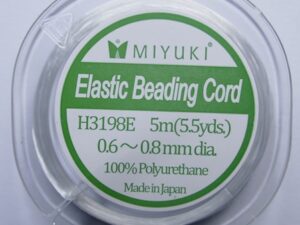 MIYUKI
Elastic Beading Cord
H3198E 5m(5.5yds.)
0.6～0.8mm dia.
100% Polyurethane
Made in Japan